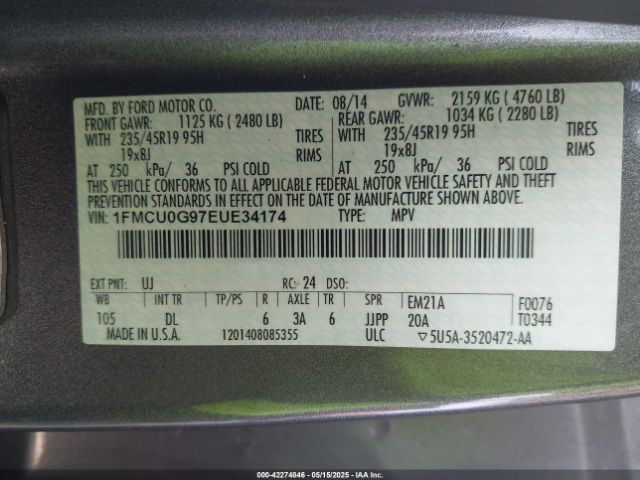 MFD. BY FORD MOTOR CO. DATE: 08/14 GVWR: 2159 KG ( 4760 LB)
FRONT GAWR: 1125 KG ( 2480 LB) REAR GAWR: 1034 KG ( 2280 LB)
WITH 235/45R19 95H TIRES WITH 235/45R19 95H TIRES
19x8J RIMS 19x8J RIMS
AT 250 kPa/ 36 PSI COLD AT 250 kPa/ 36 PSI COLD
THIS VEHICLE CONFORMS TO ALL APPLICABLE FEDERAL MOTOR VEHICLE SAFETY AND THEFT
PREVENTION STANDARDS IN EFFECT ON THE DATE OF MANUFACTURE SHOWN ABOVE.
VIN: 1FMCU0G97EUE34174 TYPE: MPV
EXT PNT: UJ RC: 24 DSO:
WB INT TR TP/PS R AXLE TR SPR EM21A F0076
105 DL 6 3A 6 JJPP 20A T0344
MADE IN U.S.A. 1201408085355 ULC ▽5U5A-3520472-AA
000-42274846 - 05/15/2025 - IAA Inc.